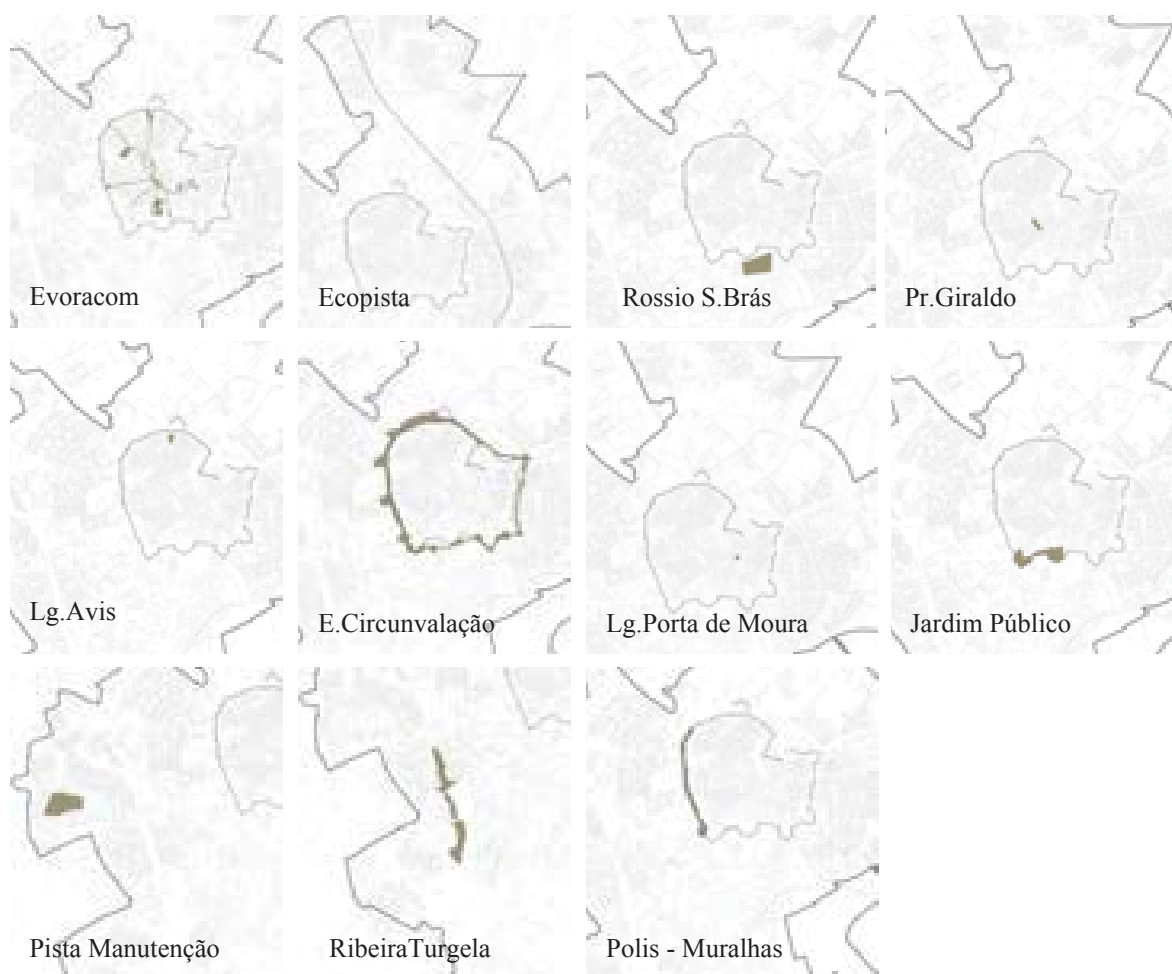 Evoracom
Ecopista
Rossio S.Brás
Pr.Giraldo
Lg.Avis
E.Circunvalação
Lg.Porta de Moura
Jardim Público
Pista Manutenção
RibeiraTurgela
Polis - Muralhas